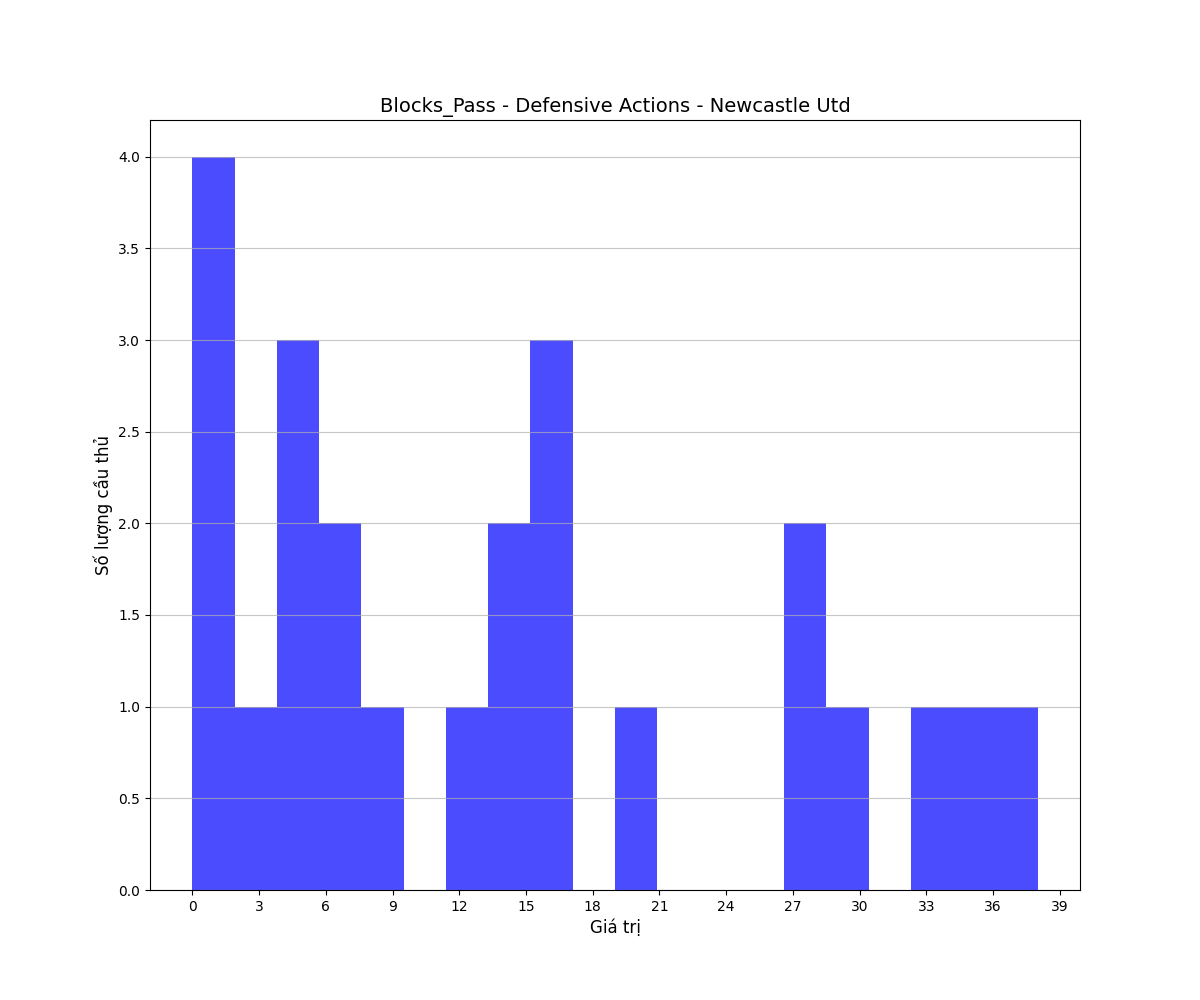 Blocks_Pass - Defensive Actions - Newcastle Utd
Số lượng cầu thủ
4.0
3.5
3.0
2.5
2.0
1.5
1.0
0.5
0.0
0 3 6 9 12 15 18 21 24 27 30 33 36 39
Giá trị